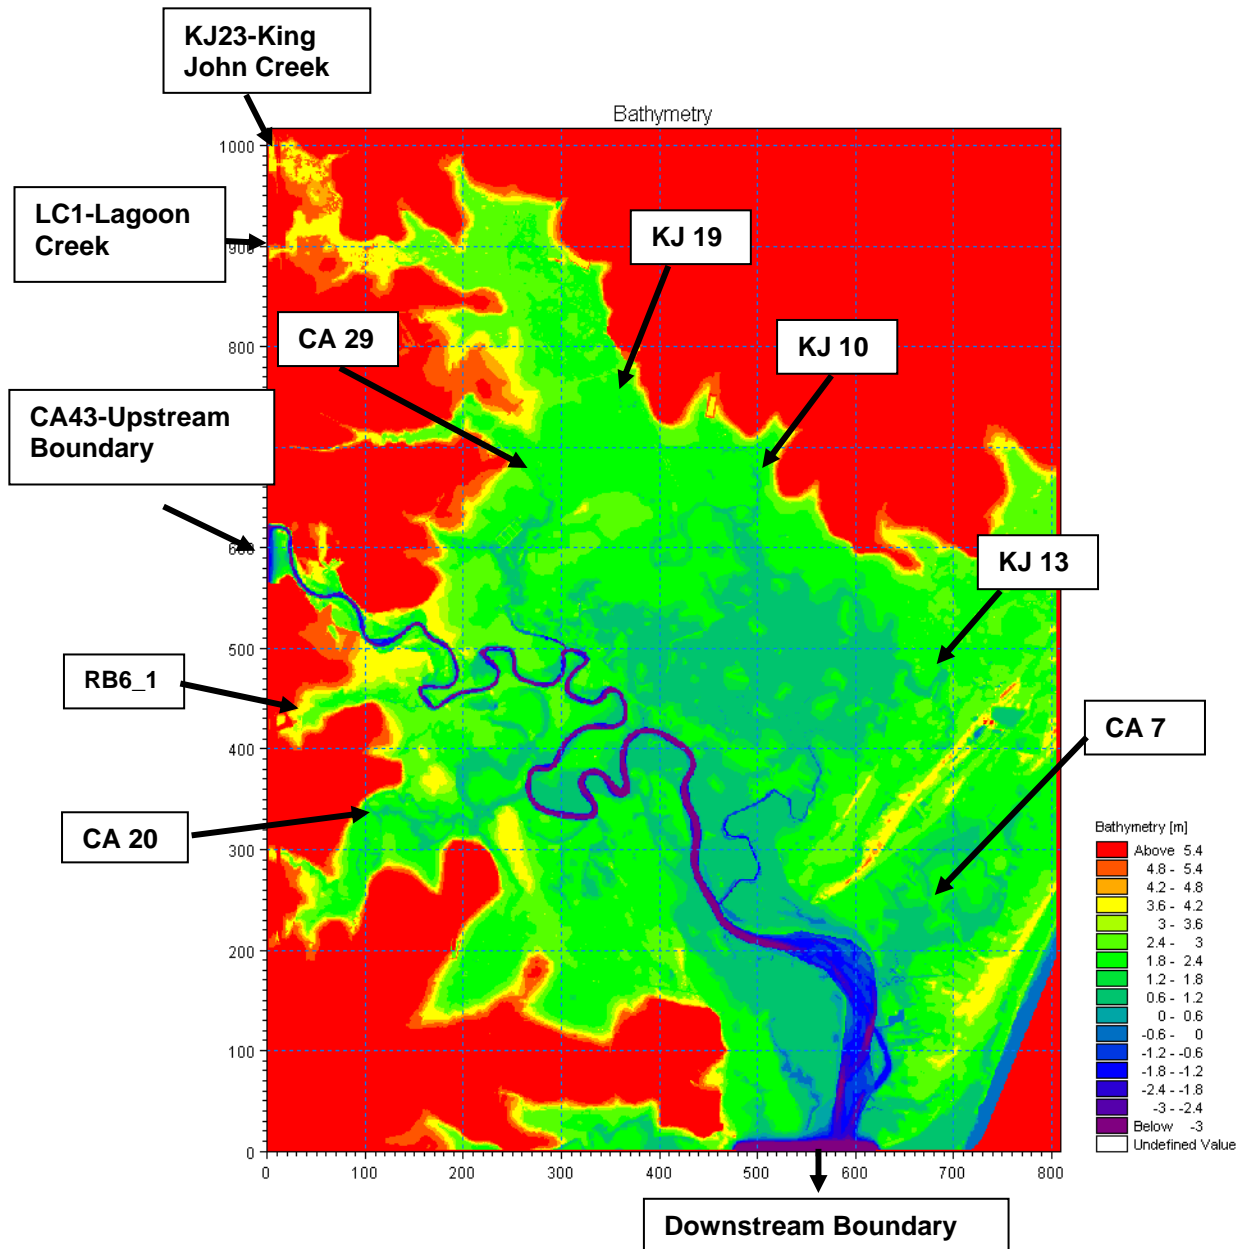 KJ23-King
John Creek
Bathymetry
LC1-Lagoon
Creek
KJ 19
CA 29
KJ 10
CA43-Upstream
Boundary
KJ 13
RB6_1
CA 7
CA 20
1000
900
800
600
500
400
300
200
100
0
0 100 200 300 400 500 600 700 800
Bathymetry [m]
Above 5.4
4.8 - 5.4
4.2 - 4.8
3.6 - 4.2
3 - 3.6
2.4 - 3
1.8 - 2.4
1.2 - 1.8
0.6 - 1.2
0 - 0.6
-0.6 - 0
-1.2 - -0.6
-1.8 - -1.2
-2.4 - -1.8
-3 - -2.4
Below -3
Undefined Value
Downstream Boundary